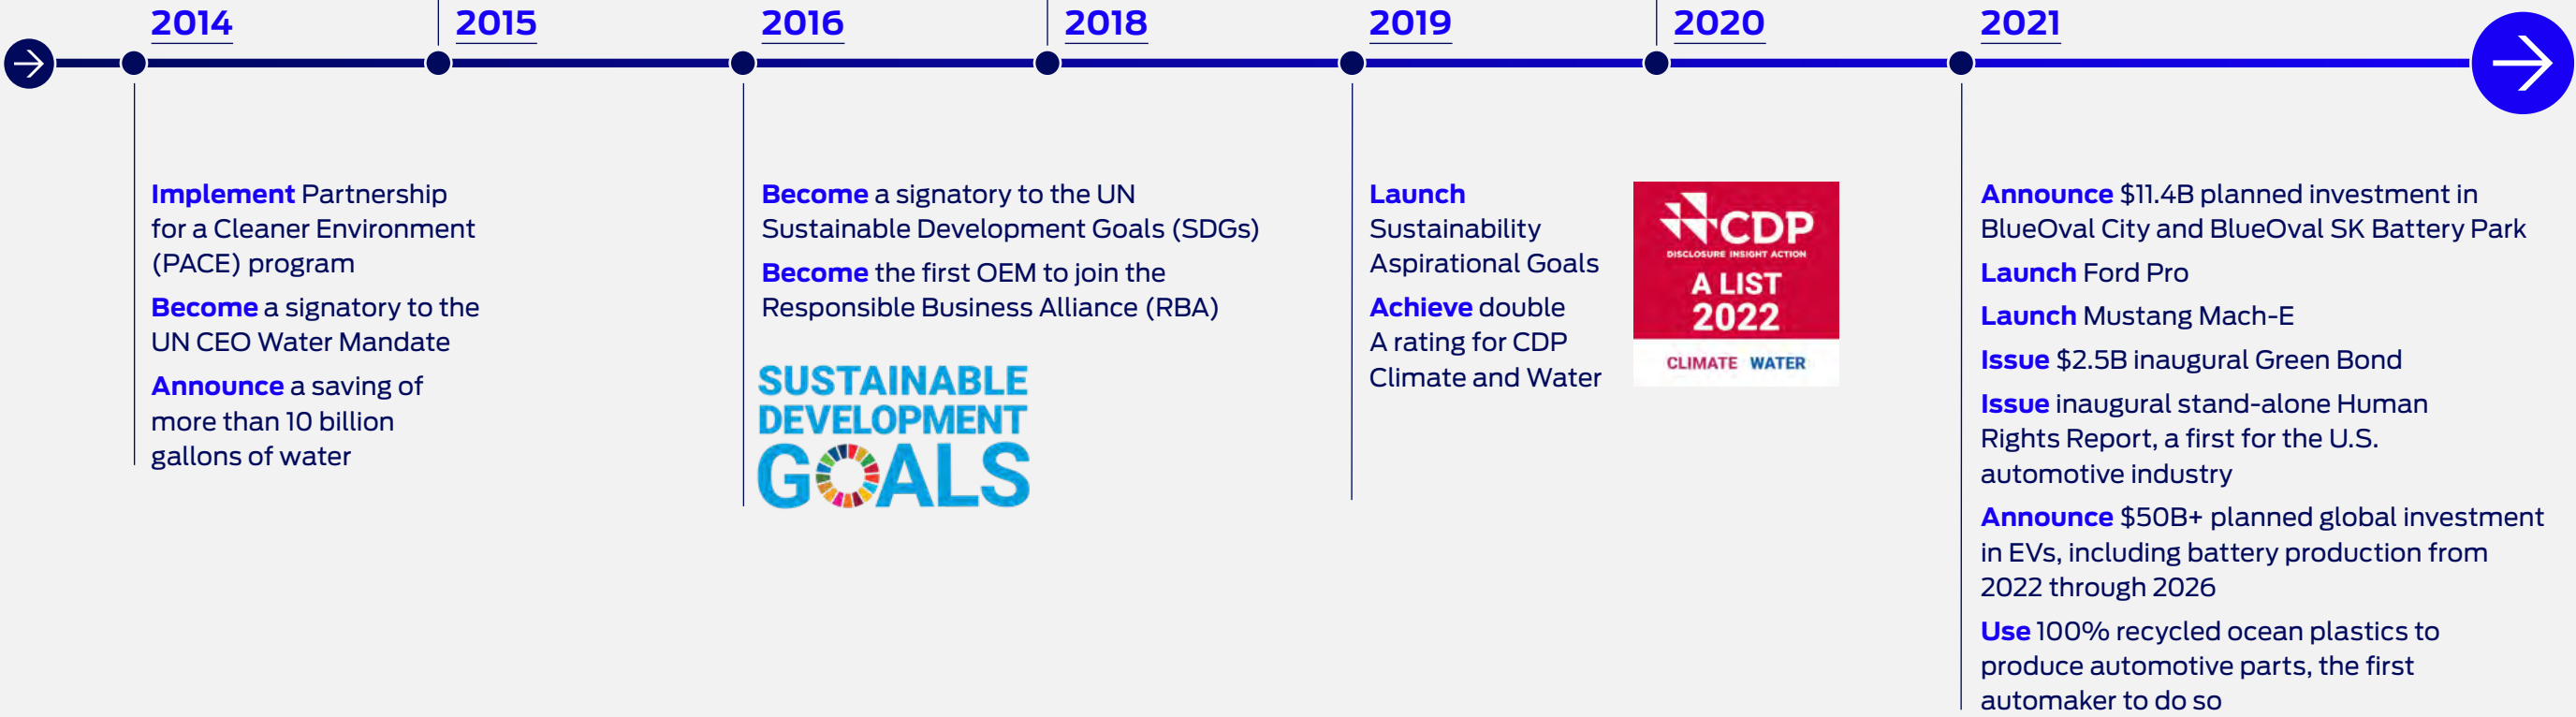 2014
2015
2016
2018
2019
2020
2021
Implement Partnership
for a Cleaner Environment
(PACE) program
Become a signatory to the
UN CEO Water Mandate
Announce a saving of
more than 10 billion
gallons of water
Become a signatory to the UN
Sustainable Development Goals (SDGs)
Become the first OEM to join the
Responsible Business Alliance (RBA)
SUSTAINABLE
DEVELOPMENT
GOALS
Launch
Sustainability
Aspirational Goals
Achieve double
A rating for CDP
Climate and Water
CDP
DISCLOSURE INSIGHT ACTION
A LIST
2022
CLIMATE WATER
Announce $11.4B planned investment in
BlueOval City and BlueOval SK Battery Park
Launch Ford Pro
Launch Mustang Mach-E
Issue $2.5B inaugural Green Bond
Issue inaugural stand-alone Human
Rights Report, a first for the U.S.
automotive industry
Announce $50B+ planned global investment
in EVs, including battery production from
2022 through 2026
Use 100% recycled ocean plastics to
produce automotive parts, the first
automaker to do so